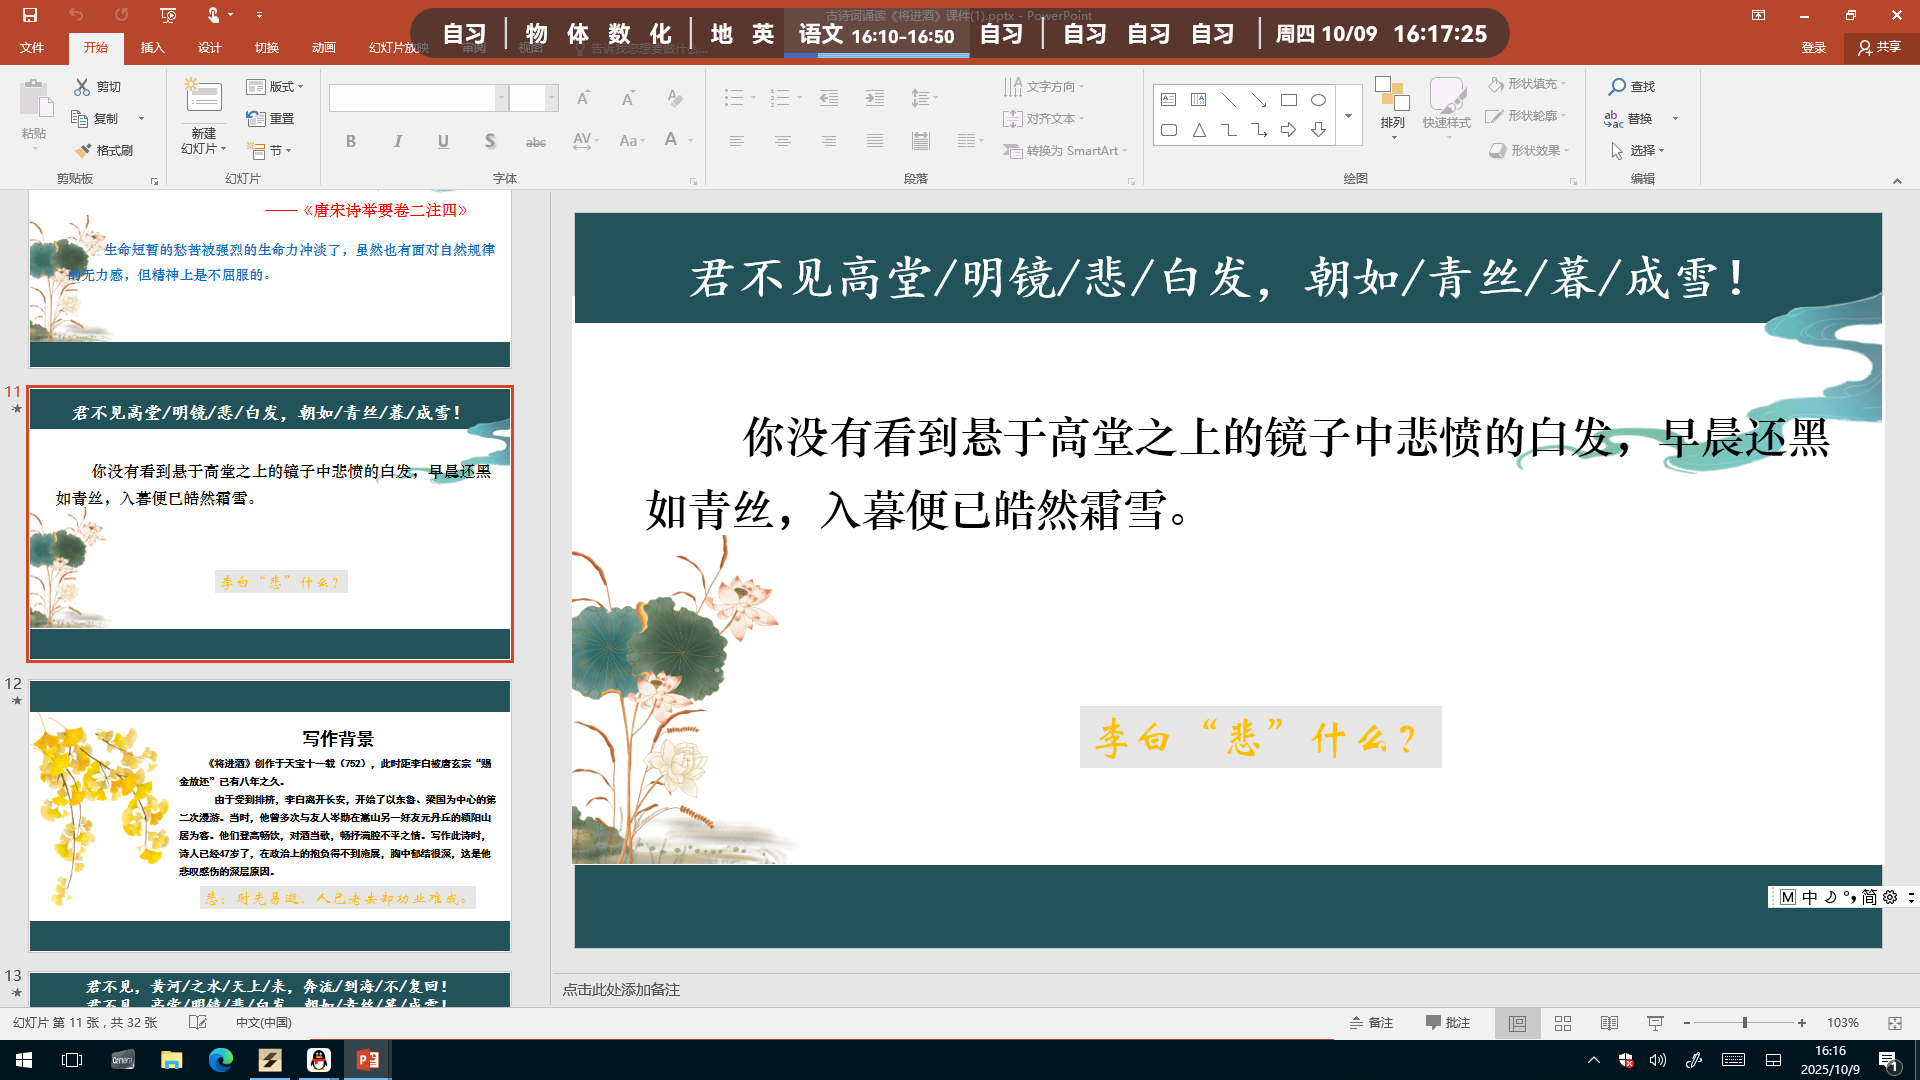 古诗词诵读《将进酒》课件(1).pptx - PowerPoint
自习 物 体 数 化 地 英 语文 16:10-16:50 自习 自习 自习 自习 周四 10/09 16:17:25
文件 开始 插入 设计 切换 动画 幻灯片放映 审阅 视图 告诉我您想要做什么... 登录 共享
粘贴 剪切 复制 格式刷
剪贴板
新建幻灯片 版式 重置 节
幻灯片
B I U S abc AV Aa A
字体
文字方向
对齐文本
转换为 SmartArt
段落
排列 快速样式 形状填充 形状轮廓 形状效果
绘图
查找
替换
选择
编辑
——《唐宋诗举要卷二注四》
生命短暂的愁苦被强烈的生命力冲淡了，虽然也有面对自然规律
的无力感，但精神上是不屈服的。
11
君不见高堂/明镜/悲/白发，朝如/青丝/暮/成雪！
你没有看到悬于高堂之上的镜子中悲愤的白发，早晨还黑
如青丝，入暮便已皓然霜雪。
李白“悲”什么？
12
写作背景
《将进酒》创作于天宝十一载（752），此时距李白被唐玄宗“赐
金放还”已有八年之久。
由于受到排挤，李白离开长安，开始了以东鲁、梁园为中心的第
二次漫游。当时，他曾多次与友人岑勋在嵩山另一好友元丹丘的颍阳山
居为客。他们登高畅饮，对酒当歌，畅抒满腔不平之情。写作此诗时，
诗人已经47岁了，在政治上的抱负得不到施展，胸中郁结很深，这是他
悲叹感伤的深层原因。
悲：时光易逝、人已老去却功业难成。
13
君不见，黄河/之水/天上/来，奔流/到海/不/复回！
君不见，高堂/明镜/悲/白发，朝如/青丝/暮/成雪！
君不见高堂/明镜/悲/白发，朝如/青丝/暮/成雪！
你没有看到悬于高堂之上的镜子中悲愤的白发，早晨还黑
如青丝，入暮便已皓然霜雪。
李白“悲”什么？
M 中 简
点击此处添加备注
幻灯片 第 11 张，共 32 张 中文(中国) 备注 批注 103%
Camera
16:16
2025/10/9
1